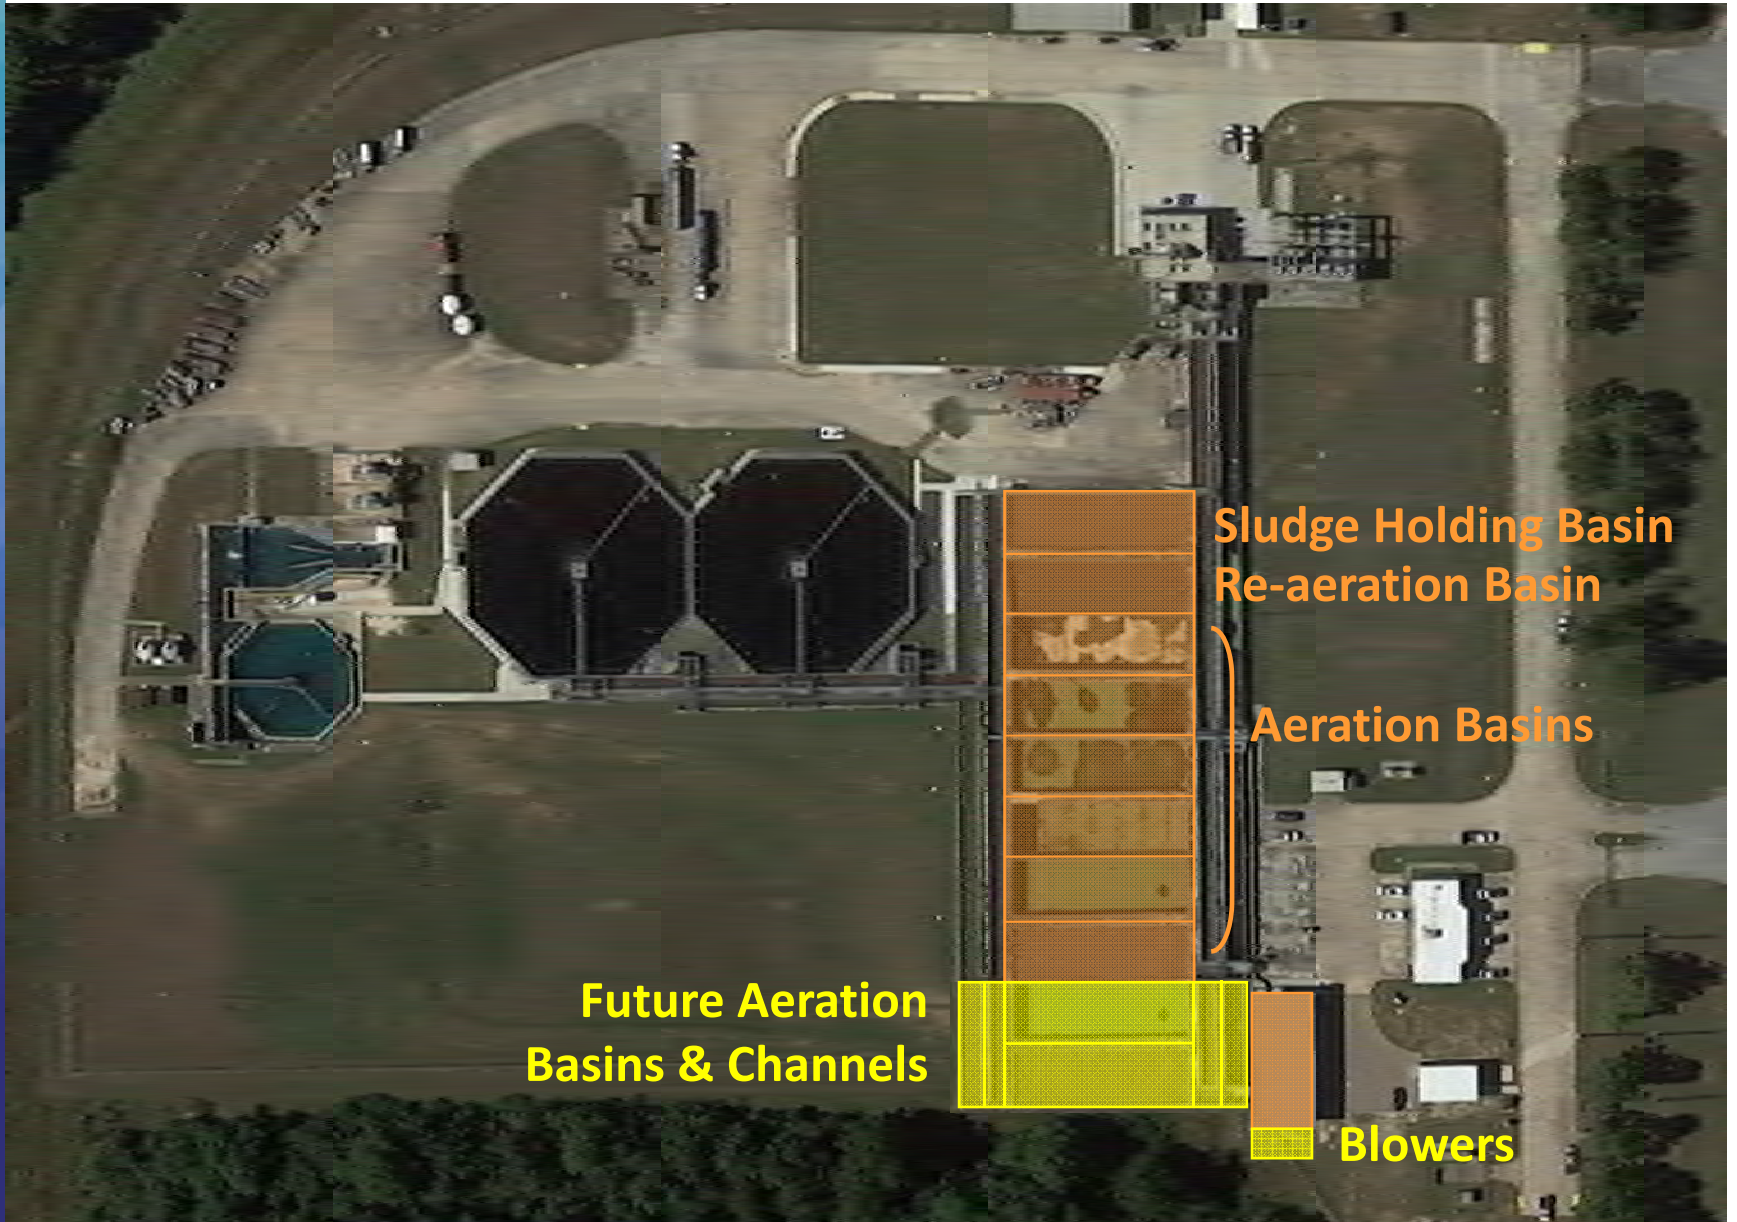 Sludge Holding Basin
Re-aeration Basin
Aeration Basins
Future Aeration
Basins & Channels
Blowers